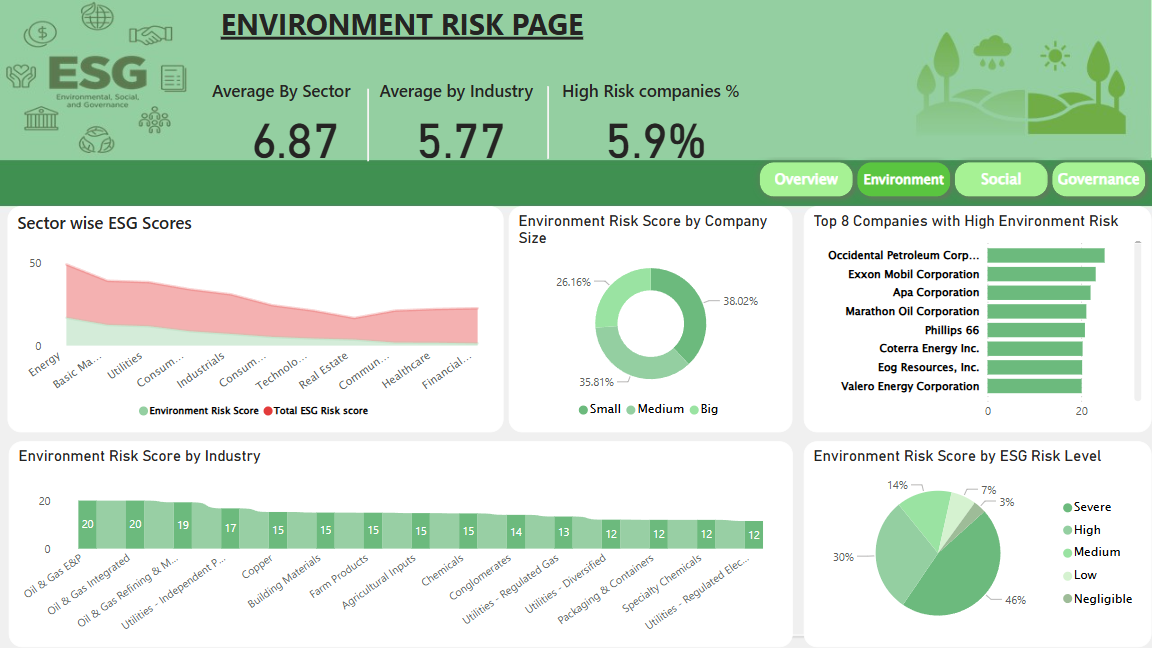 ENVIRONMENT RISK PAGE
ESG
Environmental, Social,
and Governance
Average By Sector
6.87
Average by Industry
5.77
High Risk companies %
5.9%
Overview
Environment
Social
Governance
Sector wise ESG Scores
50
0
Energy
Basic Ma...
Utilities
Consum...
Industrials
Consum...
Technolo...
Real Estate
Commun...
Healthcare
Financial...
Environment Risk Score
Total ESG Risk score
Environment Risk Score by Company
Size
26.16%
38.02%
35.81%
Small
Medium
Big
Top 8 Companies with High Environment Risk
Occidental Petroleum Corp...
Exxon Mobil Corporation
Apa Corporation
Marathon Oil Corporation
Phillips 66
Coterra Energy Inc.
Eog Resources, Inc.
Valero Energy Corporation
0
20
Environment Risk Score by Industry
20
0
20
20
19
17
15
15
15
15
15
14
13
12
12
12
12
Oil & Gas E&P
Oil & Gas Integrated
Oil & Gas Refining & M...
Utilities - Independent P...
Copper
Building Materials
Farm Products
Agricultural Inputs
Chemicals
Conglomerates
Utilities - Regulated Gas
Utilities - Diversified
Packaging & Containers
Specialty Chemicals
Utilities - Regulated Elec...
Environment Risk Score by ESG Risk Level
14%
7%
3%
30%
46%
Severe
High
Medium
Low
Negligible